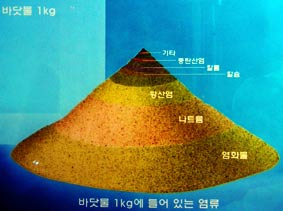 바닷물 1kg
기타
중탄산염
칼륨
칼슘
황산염
나트륨
염화물
바닷물 1kg에 들어 있는 염류